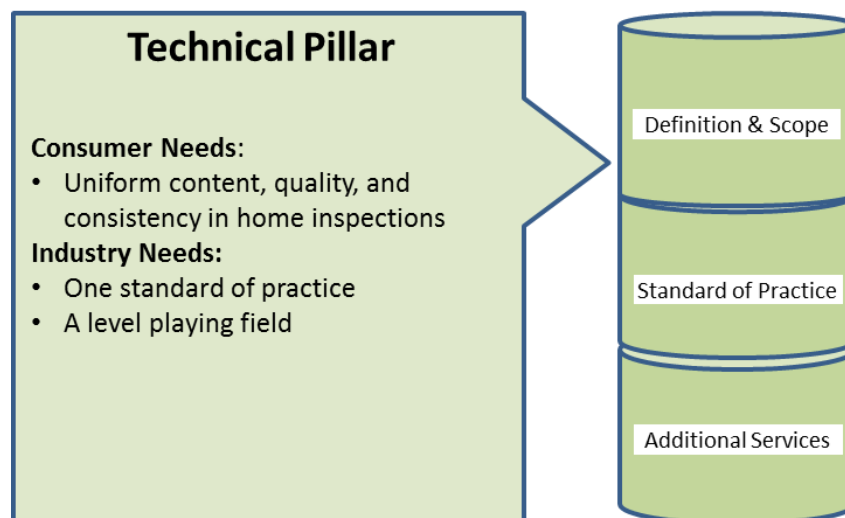 Technical Pillar
Consumer Needs:
• Uniform content, quality, and
consistency in home inspections
Industry Needs:
• One standard of practice
• A level playing field
Definition & Scope
Standard of Practice
Additional Services